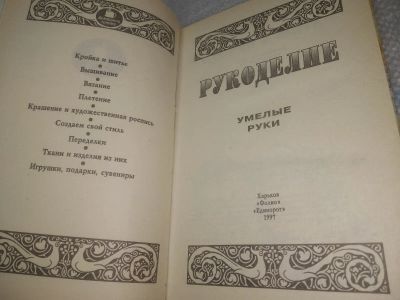 Кройка и шитье
Вышивание
Вязание
Плетение
Крашение и художественная роспись
Создаем свой стиль
Переделки
Ткани и изделия из них
Игрушки, подарки, сувениры
РУКОДЕЛИЕ
УМЕЛЫЕ
РУКИ
Харьков
«Фолио»
«Единорог»
1997